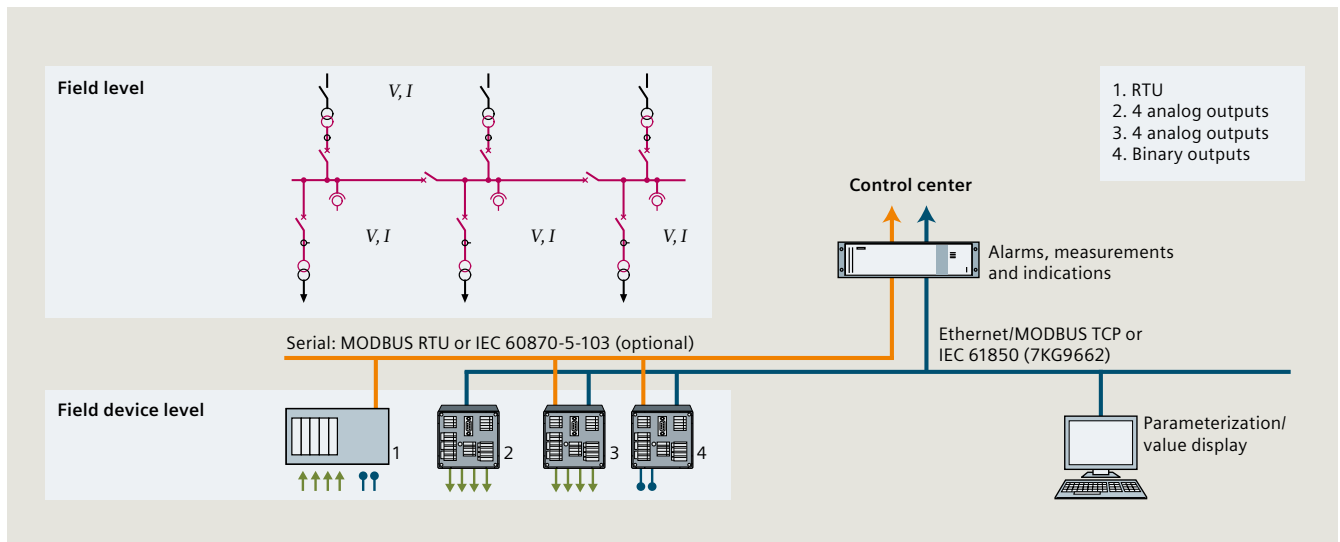 Field level
V, I
V, I
V, I
V, I
1. RTU
2. 4 analog outputs
3. 4 analog outputs
4. Binary outputs
Control center
Alarms, measurements
and indications
Serial: MODBUS RTU or IEC 60870-5-103 (optional)
Ethernet/MODBUS TCP or
IEC 61850 (7KG9662)
Field device level
1
2
3
4
Parameterization/
value display